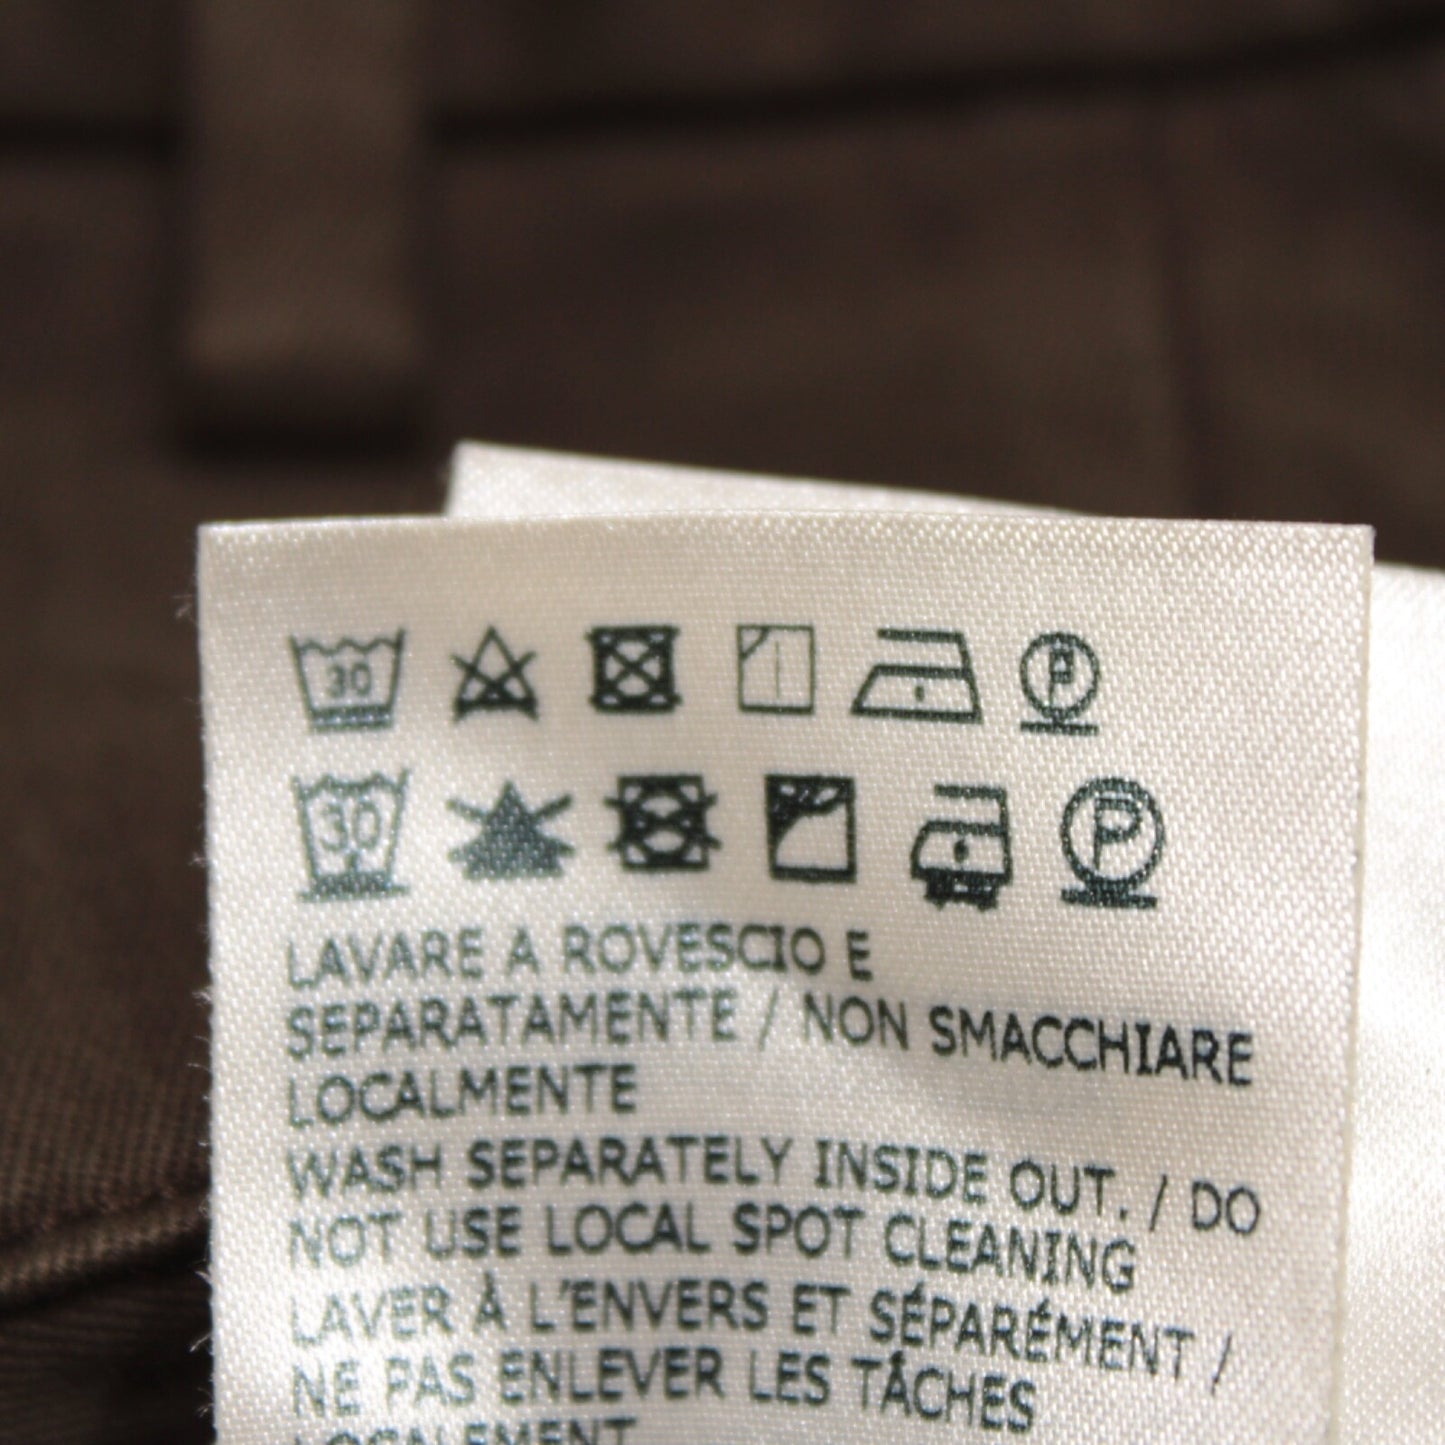 30 P
30 P
LAVARE A ROVESCIO E
SEPARATAMENTE / NON SMACCHIARE
LOCALMENTE
WASH SEPARATELY INSIDE OUT. / DO
NOT USE LOCAL SPOT CLEANING
LAVER À L'ENVERS ET SÉPARÉMENT /
NE PAS ENLEVER LES TÂCHES
LOCALEMENT